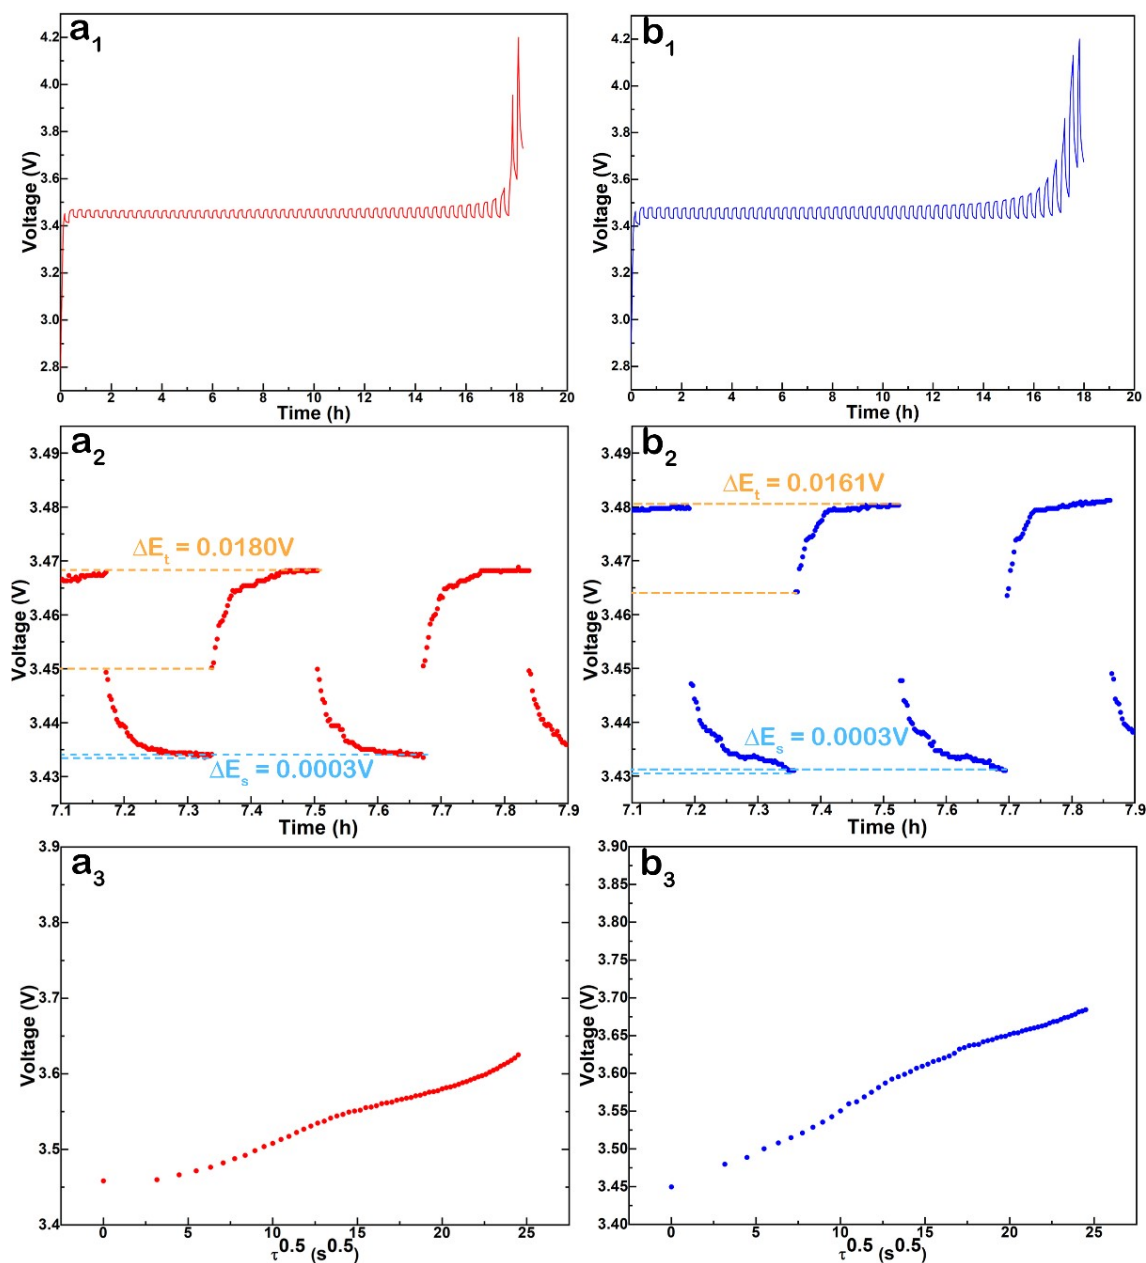 a1
4.2
4.0
3.8
3.6
3.4
3.2
3.0
2.8
Voltage (V)
0 2 4 6 8 10 12 14 16 18 20
Time (h)
b1
4.2
4.0
3.8
3.6
3.4
3.2
3.0
2.8
Voltage (V)
0 2 4 6 8 10 12 14 16 18 20
Time (h)
a2
3.49
3.48
3.47
3.46
3.45
3.44
3.43
Voltage (V)
ΔEt = 0.0180V
ΔEs = 0.0003V
7.1 7.2 7.3 7.4 7.5 7.6 7.7 7.8 7.9
Time (h)
b2
3.49
3.48
3.47
3.46
3.45
3.44
3.43
Voltage (V)
ΔEt = 0.0161V
ΔEs = 0.0003V
7.1 7.2 7.3 7.4 7.5 7.6 7.7 7.8 7.9
Time (h)
a3
3.9
3.8
3.7
3.6
3.5
3.4
Voltage (V)
0 5 10 15 20 25
τ0.5 (s0.5)
b3
3.90
3.85
3.80
3.75
3.70
3.65
3.60
3.55
3.50
3.45
3.40
Voltage (V)
0 5 10 15 20 25
τ0.5 (s0.5)